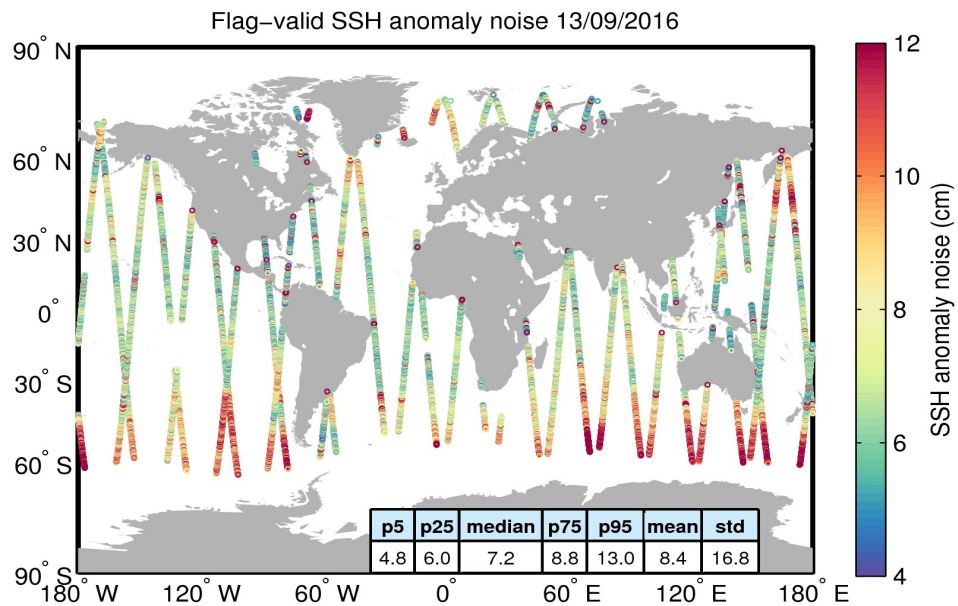 Flag−valid SSH anomaly noise 13/09/2016
90° N
60° N
30° N
0°
30° S
60° S
90° S
180° W
120° W
60° W
0°
60° E
120° E
180° E
12
10
8
6
4
SSH anomaly noise (cm)
p5 p25 median p75 p95 mean std
4.8 6.0 7.2 8.8 13.0 8.4 16.8